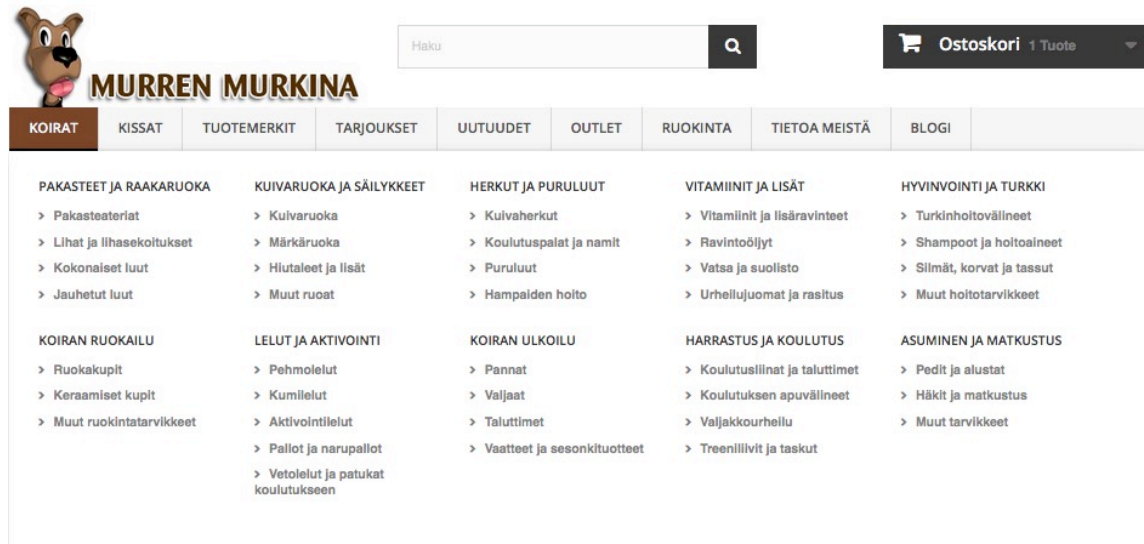 Haku
Ostoskori 1 Tuote
MURREN MURKINA
KOIRAT KISSAT TUOTEMERKIT TARJOUKSET UUTUUDET OUTLET RUOKINTA TIETOA MEISTÄ BLOGI
PAKASTEET JA RAAKARUOKA
> Pakasteateriat
> Lihat ja lihasekoitukset
> Kokonaiset luut
> Jauhetut luut
KUIVARUOKA JA SÄILYKKEET
> Kuivaruoka
> Märkäruoka
> Hiutaleet ja lisät
> Muut ruoat
HERKUT JA PURULUUT
> Kuivaherkut
> Koulutuspalat ja namit
> Puruluut
> Hampaiden hoito
VITAMIINIT JA LISÄT
> Vitamiinit ja lisäravinteet
> Ravintoöljyt
> Vatsa ja suolisto
> Urheilujuomat ja rasitus
HYVINVOINTI JA TURKKI
> Turkinhoitovälineet
> Shampoot ja hoitoaineet
> Silmät, korvat ja tassut
> Muut hoitotarvikkeet
KOIRAN RUOKAILU
> Ruokakupit
> Keraamiset kupit
> Muut ruokintatarvikkeet
LELUT JA AKTIVOINTI
> Pehmolelut
> Kumilelut
> Aktivointilelut
> Pallot ja narupallot
> Vetolelut ja patukat
koulutukseen
KOIRAN ULKOILU
> Pannat
> Valjaat
> Taluttimet
> Vaatteet ja sesonkituotteet
HARRASTUS JA KOULUTUS
> Koulutusliinat ja taluttimet
> Koulutuksen apuvälineet
> Valjakkourheilu
> Treeniliivit ja taskut
ASUMINEN JA MATKUSTUS
> Pedit ja alustat
> Häkit ja matkustus
> Muut tarvikkeet